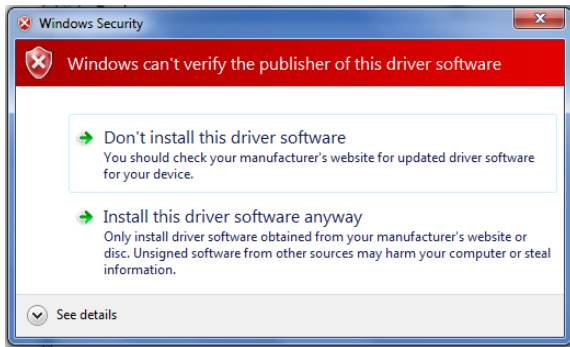 Windows Security
Windows can't verify the publisher of this driver software
Don't install this driver software
You should check your manufacturer's website for updated driver software
for your device.
Install this driver software anyway
Only install driver software obtained from your manufacturer's website or
disc. Unsigned software from other sources may harm your computer or steal
information.
See details